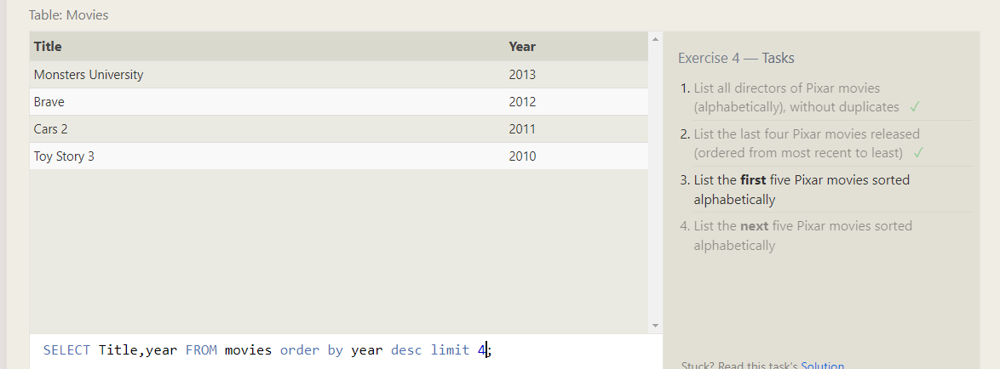 Table: Movies
Title Year
Monsters University 2013
Brave 2012
Cars 2 2011
Toy Story 3 2010
SELECT Title,year FROM movies order by year desc limit 4;
Exercise 4 — Tasks
1. List all directors of Pixar movies
(alphabetically), without duplicates ✓
2. List the last four Pixar movies released
(ordered from most recent to least) ✓
3. List the first five Pixar movies sorted
alphabetically
4. List the next five Pixar movies sorted
alphabetically
Stuck? Read this task's Solution